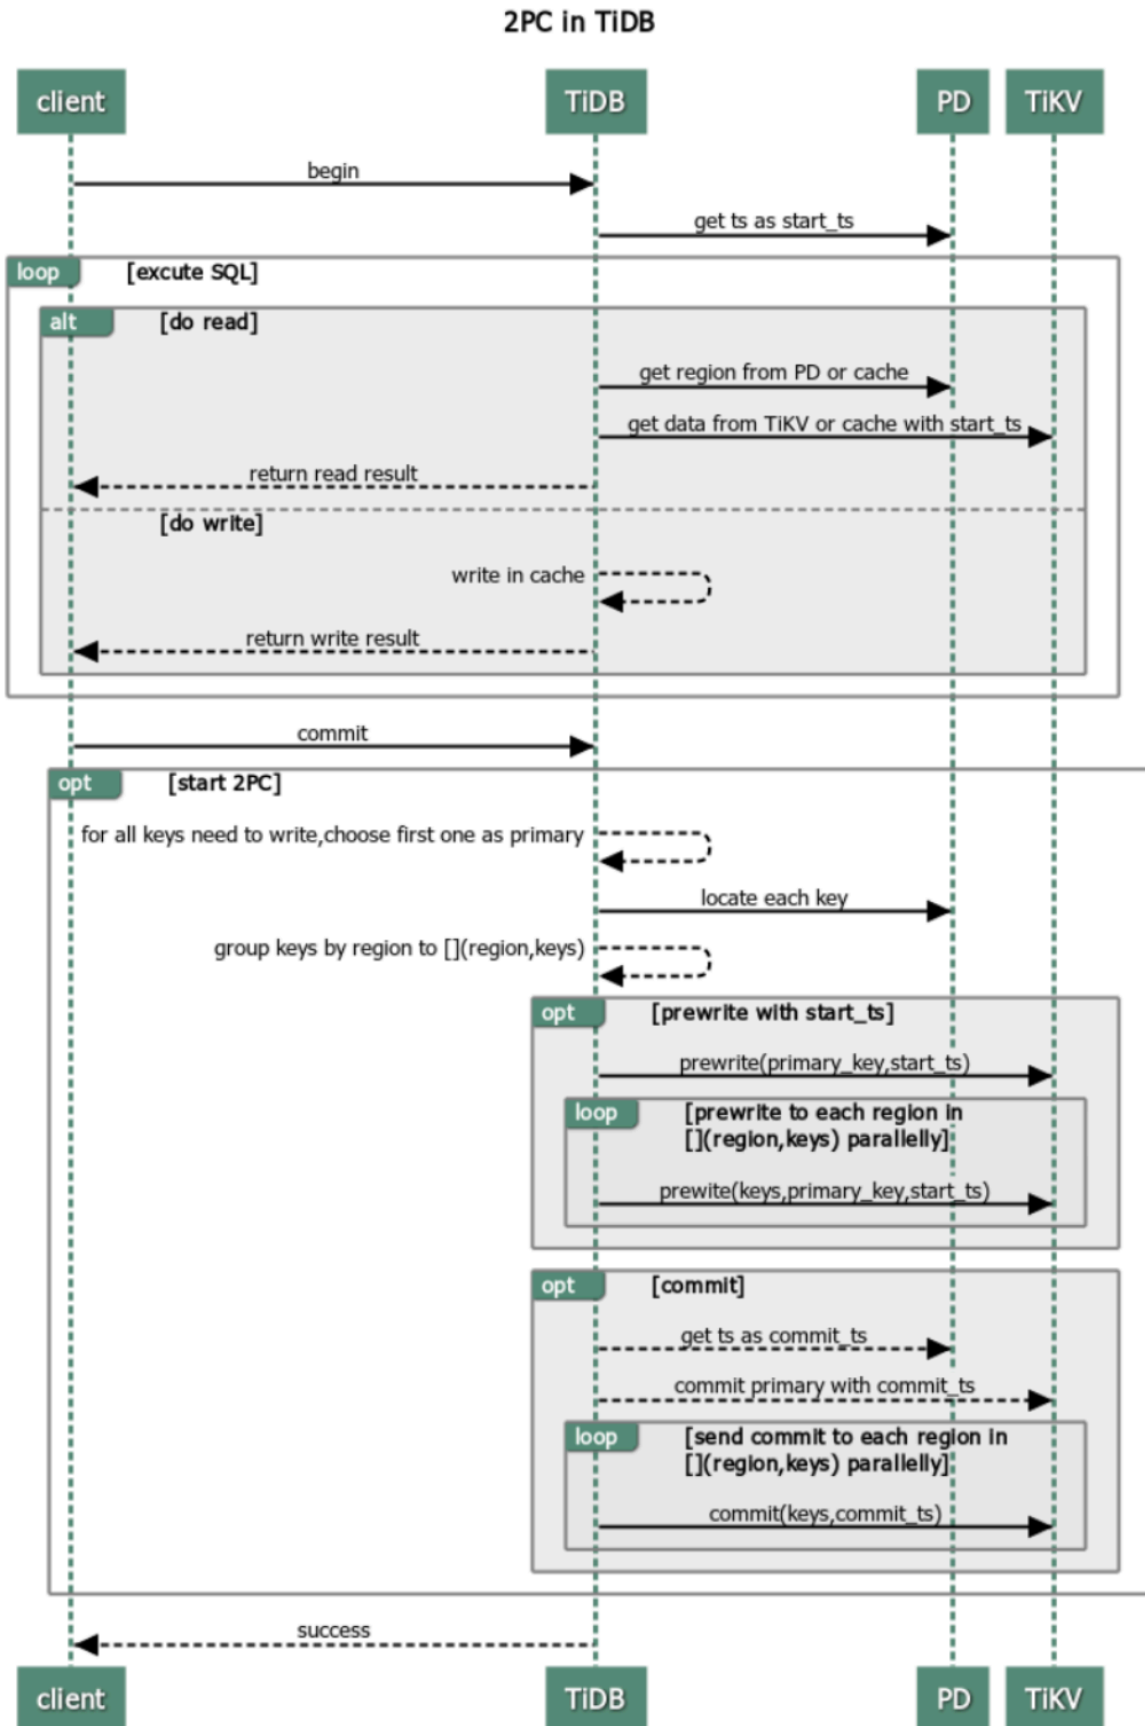 2PC in TiDB
client
TiDB
PD
TiKV
begin
get ts as start_ts
loop
[excute SQL]
alt
[do read]
get region from PD or cache
get data from TiKV or cache with start_ts
return read result
[do write]
write in cache
return write result
commit
opt
[start 2PC]
for all keys need to write,choose first one as primary
locate each key
group keys by region to [](region,keys)
opt
[prewrite with start_ts]
prewrite(primary_key,start_ts)
loop
[prewrite to each region in
[](region,keys) parallelly]
prewite(keys,primary_key,start_ts)
opt
[commit]
get ts as commit_ts
commit primary with commit_ts
loop
[send commit to each region in
[](region,keys) parallelly]
commit(keys,commit_ts)
success
client
TiDB
PD
TiKV